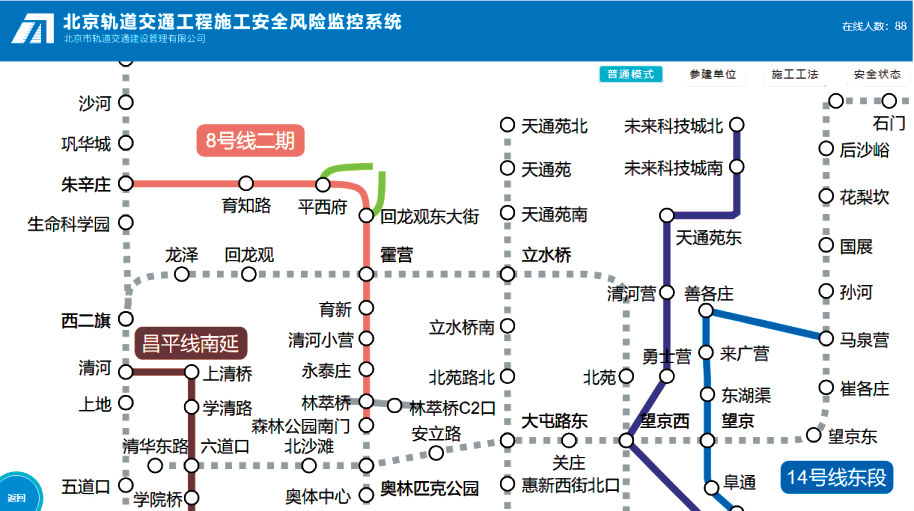 北京轨道交通工程施工安全风险监控系统
北京市轨道交通建设管理有限公司
在线人数：88
普通模式
参建单位
施工工法
安全状态
沙河
巩华城
朱辛庄
生命科学园
8号线二期
育知路
平西府
回龙观东大街
龙泽
回龙观
霍营
西二旗
昌平线南延
育新
清河小营
永泰庄
林萃桥
林萃桥C2口
森林公园南门
清河
上清桥
上地
学清路
清华东路
六道口
北沙滩
安立路
五道口
学院桥
奥体中心
奥林匹克公园
返回
天通苑北
天通苑
天通苑南
立水桥
立水桥南
北苑路北
大屯路东
关庄
惠新西街北口
未来科技城北
未来科技城南
天通苑东
清河营
善各庄
勇士营
来广营
北苑
东湖渠
望京西
望京
阜通
石门
后沙峪
花梨坎
国展
孙河
马泉营
崔各庄
望京东
14号线东段